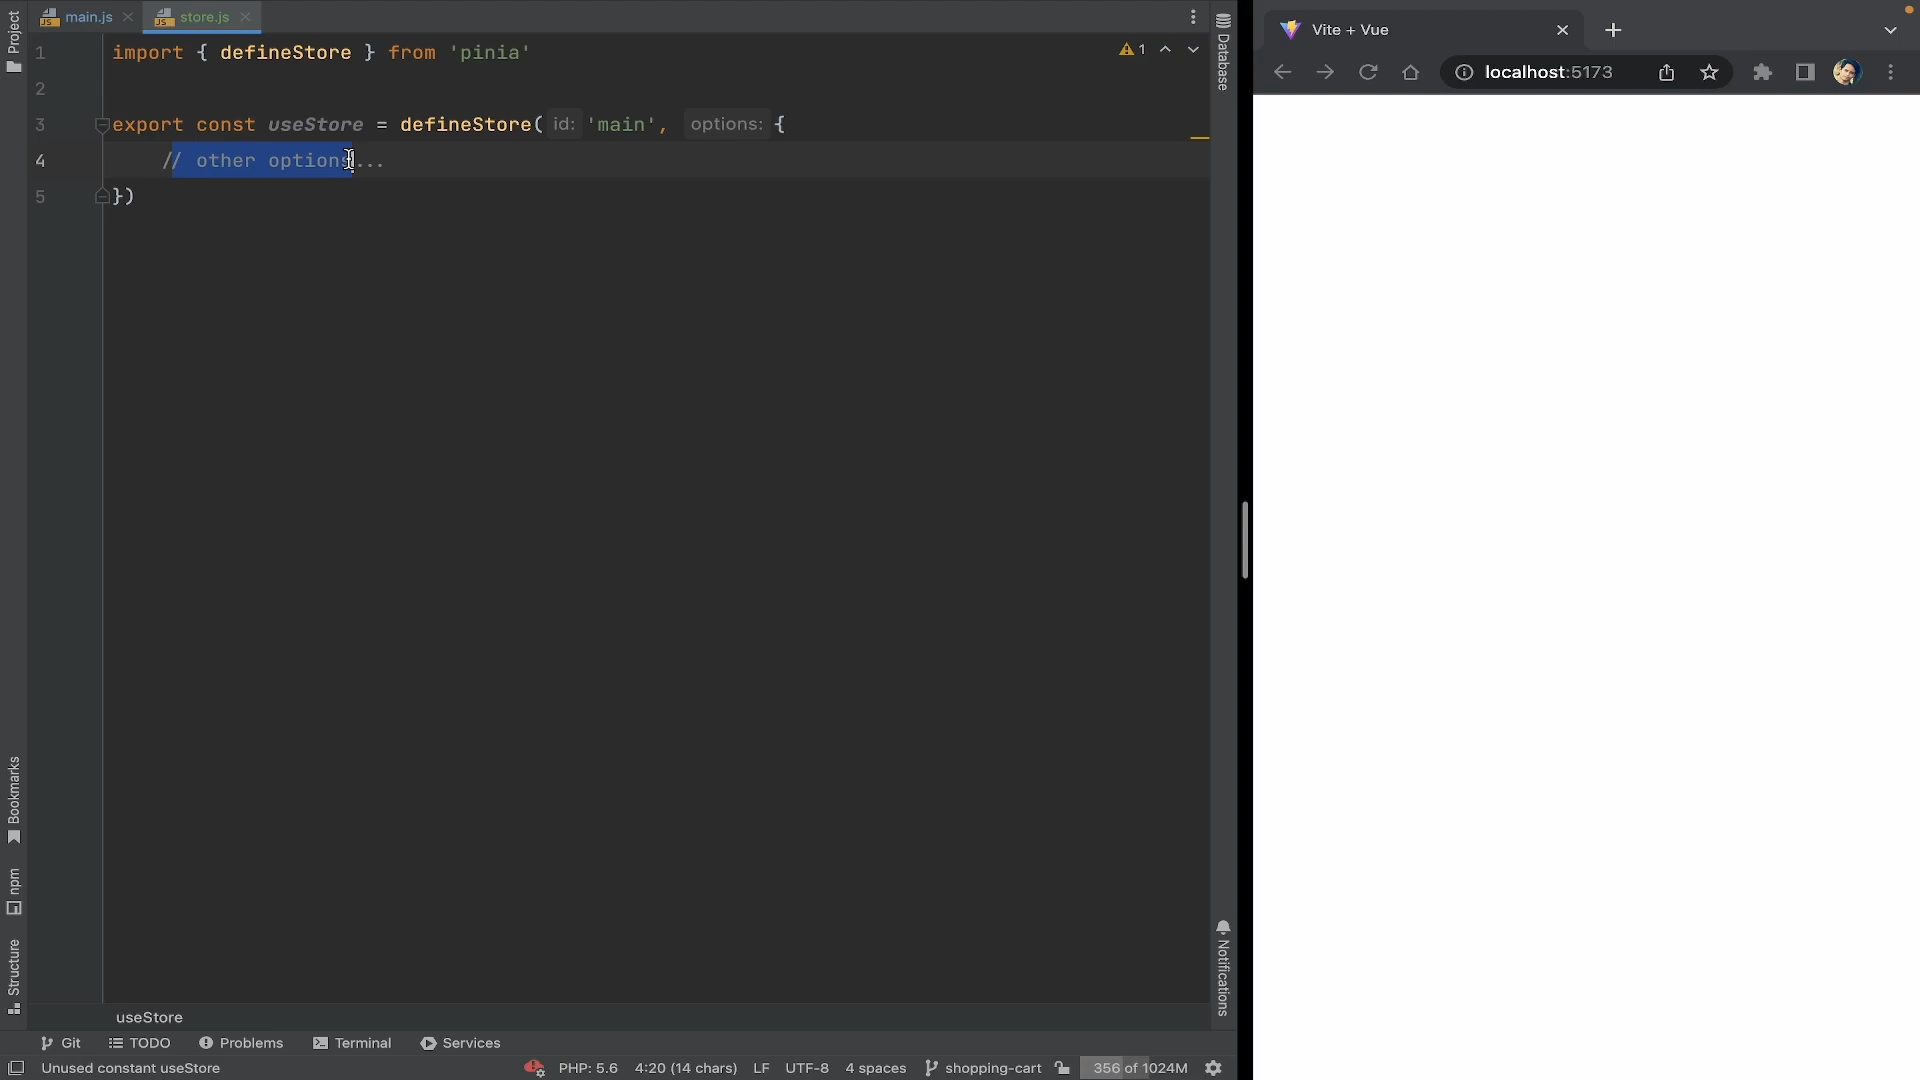 Project
main.js
store.js
1 import { defineStore } from 'pinia'
2
3 export const useStore = defineStore( id: 'main', options: {
4 // other options...
5 })
1
Database
Bookmarks
npm
Structure
Notifications
useStore
Git TODO Problems Terminal Services
Unused constant useStore PHP: 5.6 4:20 (14 chars) LF UTF-8 4 spaces shopping-cart 356 of 1024M
Vite + Vue
localhost:5173